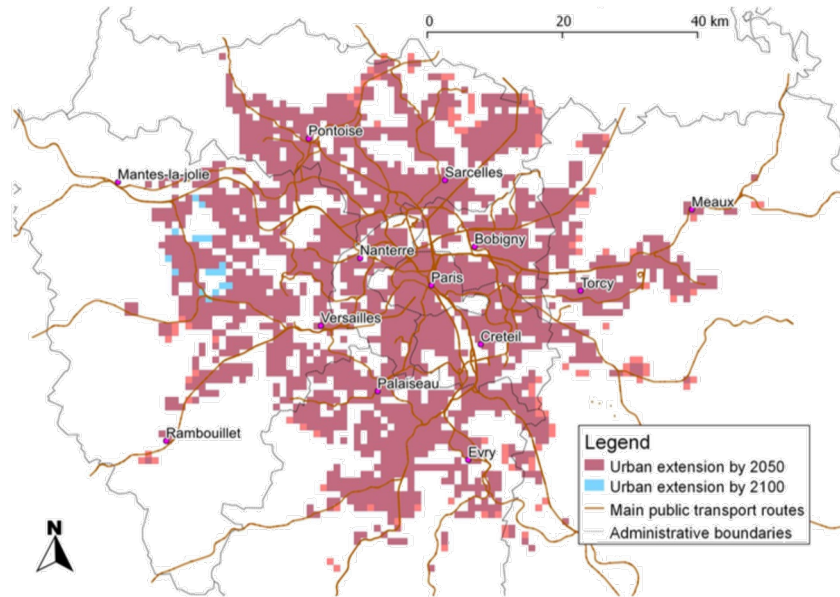 0 20 40 km
Pontoise
Mantes-la-jolie
Sarcelles
Meaux
Bobigny
Nanterre
Paris
Torcy
Versailles
Creteil
Palaiseau
Rambouillet
Evry
Legend
Urban extension by 2050
Urban extension by 2100
Main public transport routes
Administrative boundaries
N